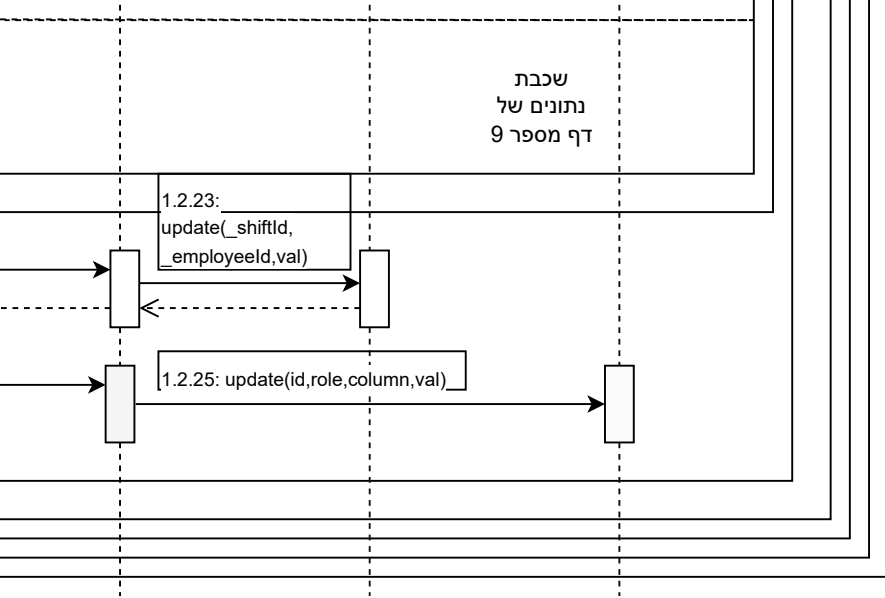 שכבת
נתונים של
דף מספר 9
1.2.23:
update(_shiftId,
_employeeId,val)
1.2.25: update(id,role,column,val)